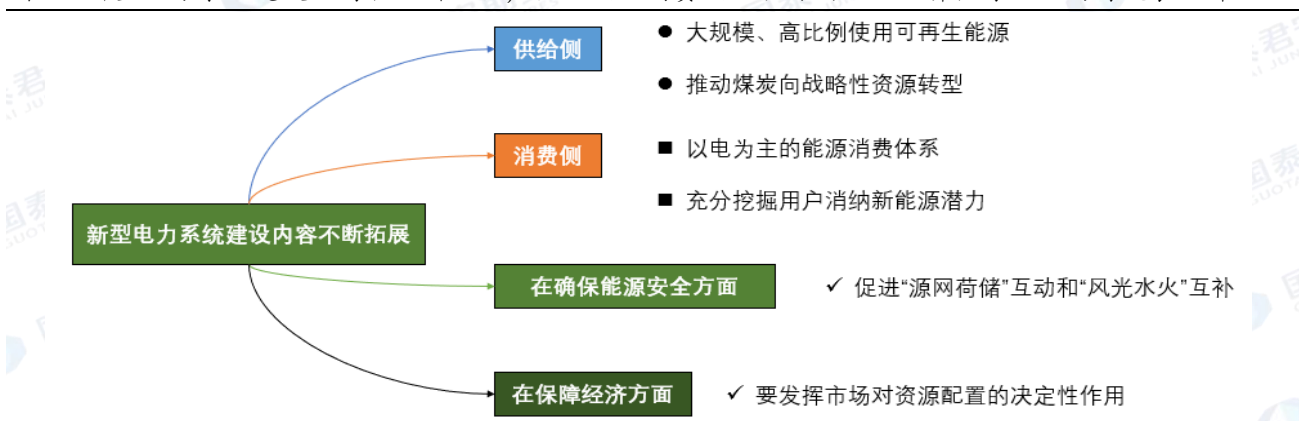 供给侧
● 大规模、高比例使用可再生能源
● 推动煤炭向战略性资源转型
消费侧
■ 以电为主的能源消费体系
■ 充分挖掘用户消纳新能源潜力
新型电力系统建设内容不断拓展
在确保能源安全方面
✓ 促进“源网荷储”互动和“风光水火”互补
在保障经济方面
✓ 要发挥市场对资源配置的决定性作用